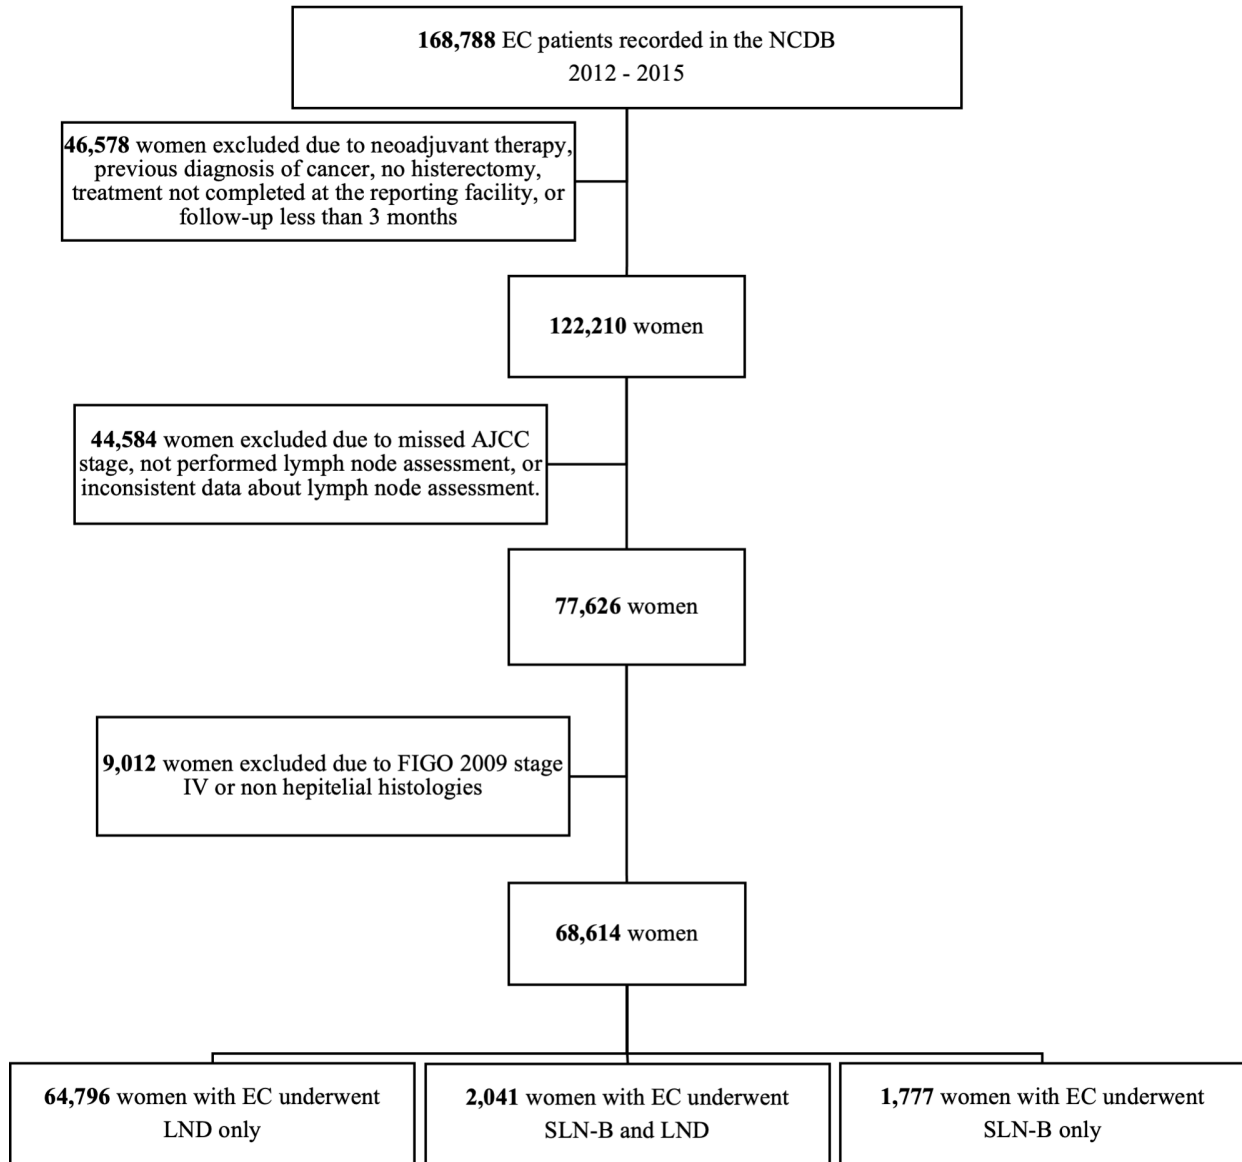 168,788 EC patients recorded in the NCDB
2012 - 2015
46,578 women excluded due to neoadjuvant therapy,
previous diagnosis of cancer, no histerectomy,
treatment not completed at the reporting facility, or
follow-up less than 3 months
122,210 women
44,584 women excluded due to missed AJCC
stage, not performed lymph node assessment, or
inconsistent data about lymph node assessment.
77,626 women
9,012 women excluded due to FIGO 2009 stage
IV or non hepitelial histologies
68,614 women
64,796 women with EC underwent
LND only
2,041 women with EC underwent
SLN-B and LND
1,777 women with EC underwent
SLN-B only